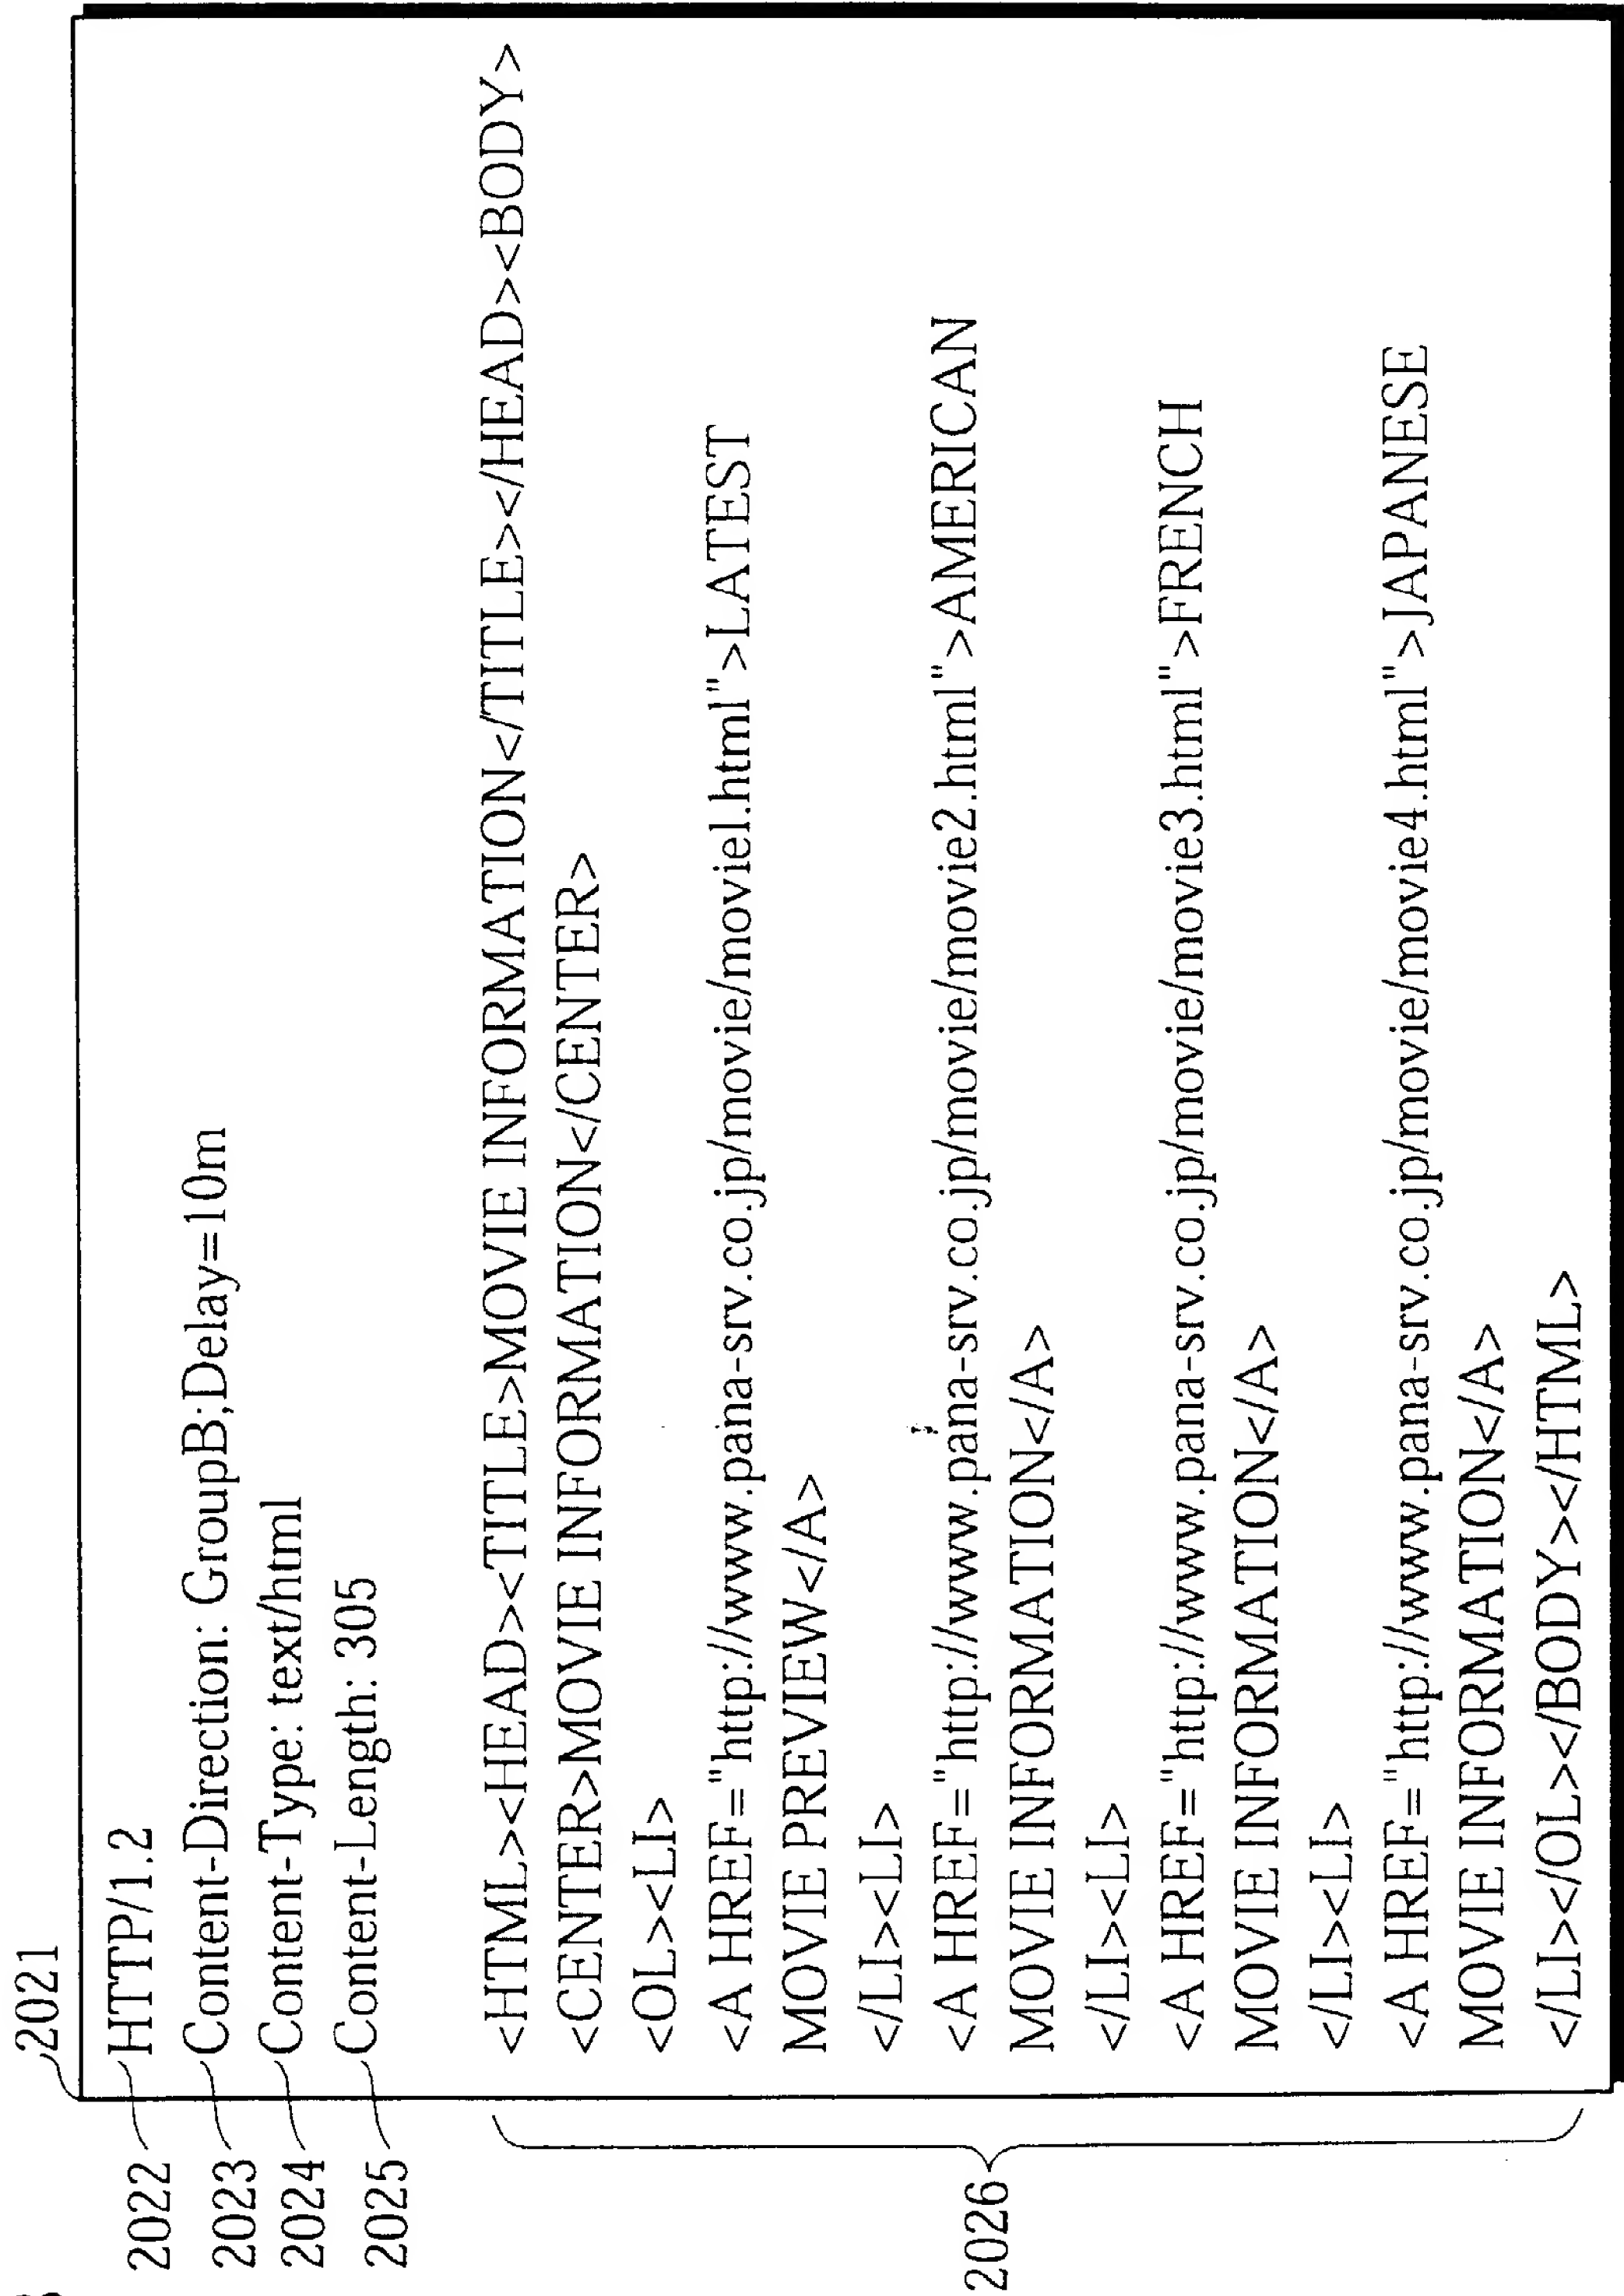 2021
2022 HTTP/1.2
2023 Content-Direction: GroupB;Delay=10m
2024 Content-Type: text/html
2025 Content-Length: 305
2026
<HTML><HEAD><TITLE>MOVIE INFORMATION</TITLE></HEAD><BODY>
<CENTER>MOVIE INFORMATION</CENTER>
<OL><LI>
<A HREF="http://www.pana-srv.co.jp/movie/movie1.html">LATEST
MOVIE PREVIEW</A>
</LI><LI>
<A HREF="http://www.pana-srv.co.jp/movie/movie2.html">AMERICAN
MOVIE INFORMATION</A>
</LI><LI>
<A HREF="http://www.pana-srv.co.jp/movie/movie3.html">FRENCH
MOVIE INFORMATION</A>
</LI><LI>
<A HREF="http://www.pana-srv.co.jp/movie/movie4.html">JAPANESE
MOVIE INFORMATION</A>
</LI></OL></BODY></HTML>